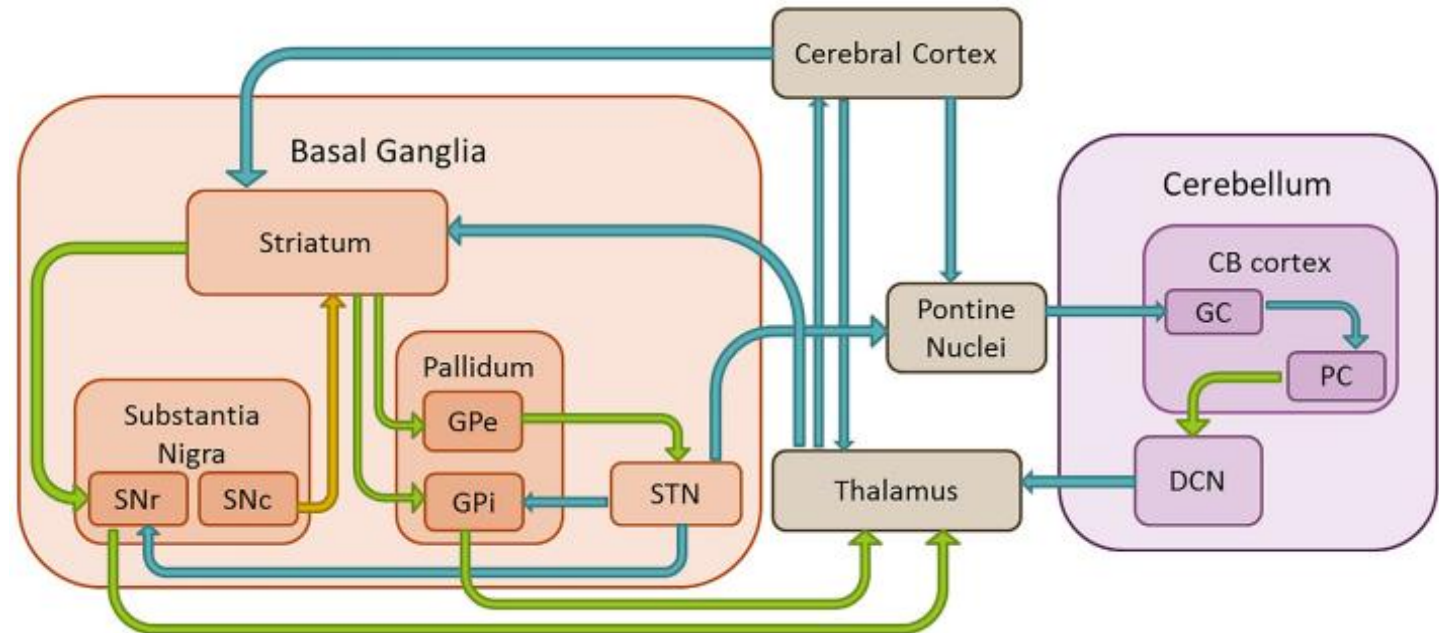 Cerebral Cortex
Basal Ganglia
Striatum
Pallidum
GPe
GPi
Substantia
Nigra
SNr
SNc
STN
Pontine
Nuclei
Thalamus
Cerebellum
CB cortex
GC
PC
DCN